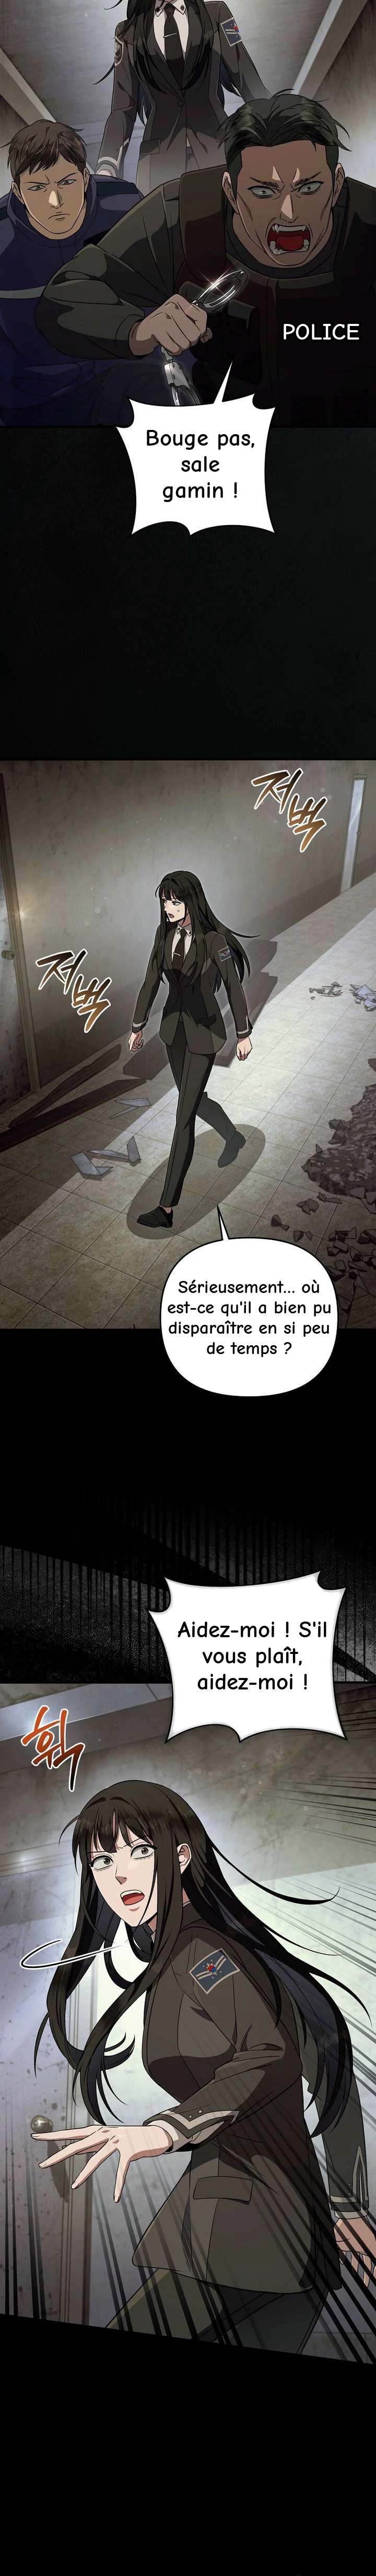 POLICE
Bouge pas,
sale
gamin !
저벅
저벅
Sérieusement... où
est-ce qu'il a bien pu
disparaître en si peu
de temps ?
Aidez-moi ! S'il
vous plaît,
aidez-moi !
휙